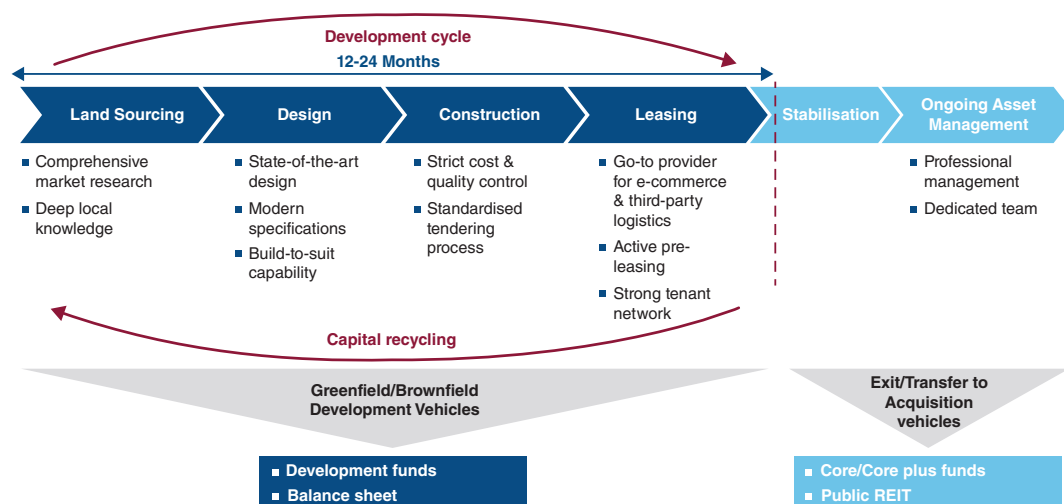 Development cycle
12-24 Months
Land Sourcing
Design
Construction
Leasing
Stabilisation
Ongoing Asset
Management
Comprehensive
market research
Deep local
knowledge
State-of-the-art
design
Modern
specifications
Build-to-suit
capability
Strict cost &
quality control
Standardised
tendering
process
Go-to provider
for e-commerce
& third-party
logistics
Active pre-
leasing
Strong tenant
network
Professional
management
Dedicated team
Capital recycling
Greenfield/Brownfield
Development Vehicles
Exit/Transfer to
Acquisition
vehicles
Development funds
Balance sheet
Core/Core plus funds
Public REIT